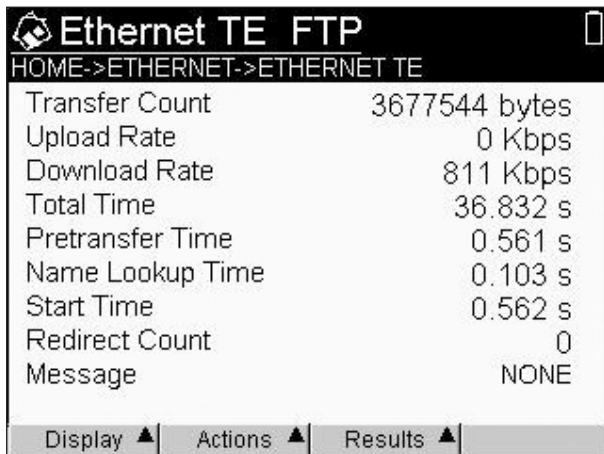 Ethernet TE FTP
HOME->ETHERNET->ETHERNET TE
Transfer Count 3677544 bytes
Upload Rate 0 Kbps
Download Rate 811 Kbps
Total Time 36.832 s
Pretransfer Time 0.561 s
Name Lookup Time 0.103 s
Start Time 0.562 s
Redirect Count 0
Message NONE
Display ▲ Actions ▲ Results ▲